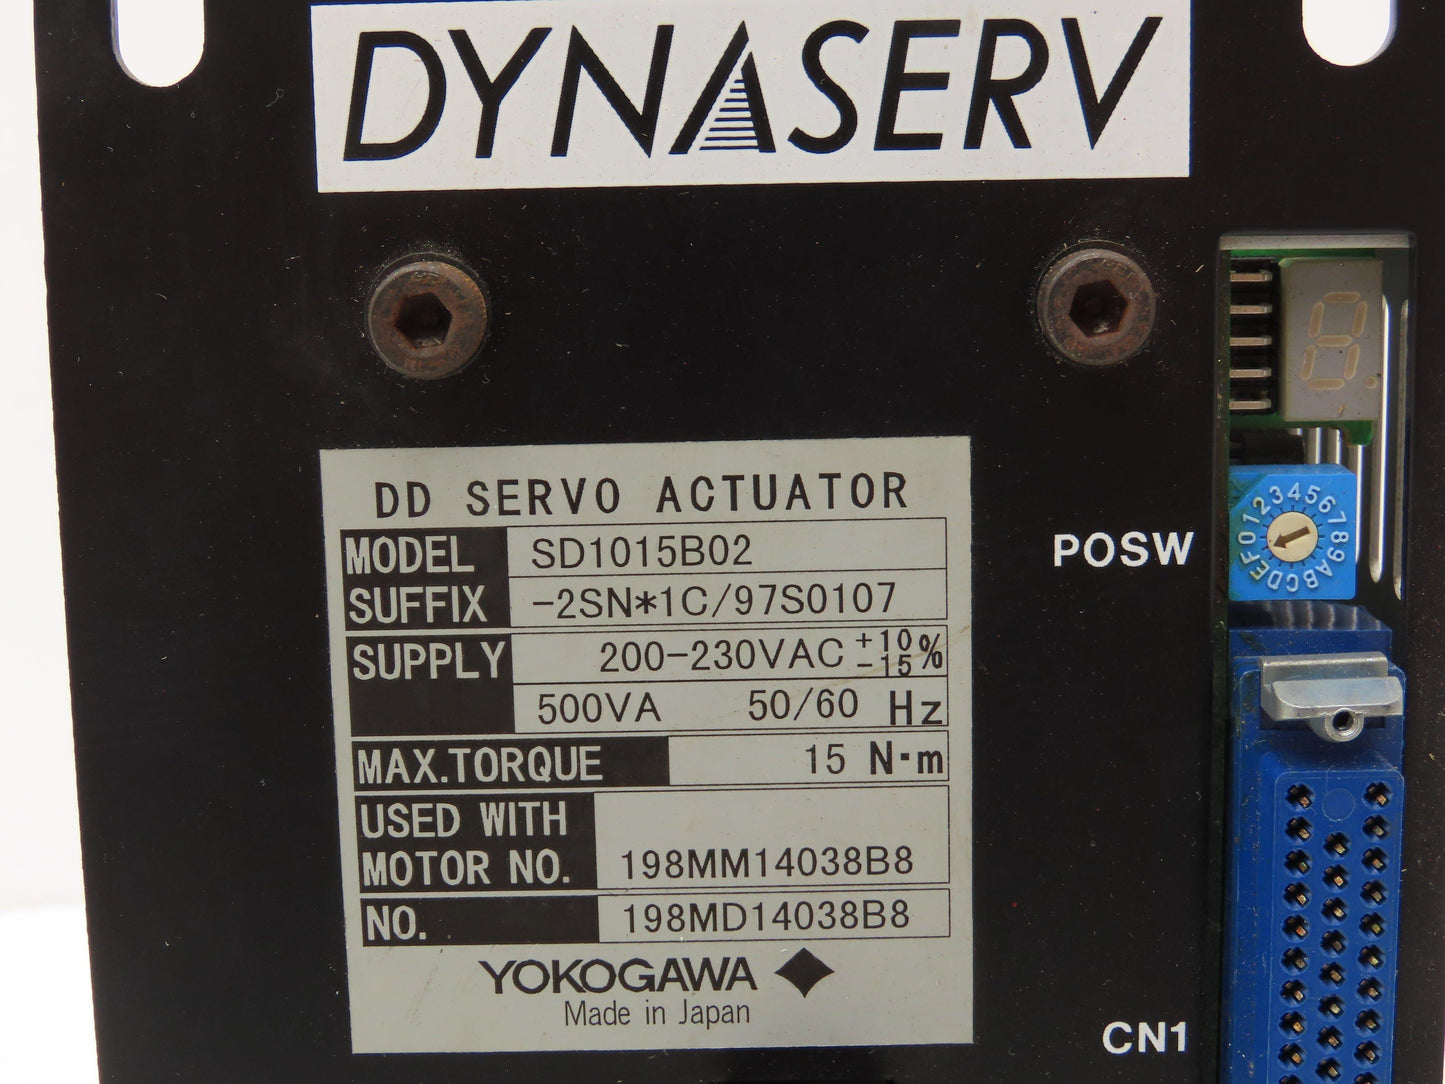 DYNASERV
DD SERVO ACTUATOR
MODEL SD1015B02
SUFFIX -2SN*1C/97S0107
SUPPLY 200-230VAC +10 -15 %
500VA 50/60 Hz
MAX.TORQUE 15 N·m
USED WITH
MOTOR NO. 198MM14038B8
NO. 198MD14038B8
YOKOGAWA
Made in Japan
POSW
0123456789ABCDEF
CN1